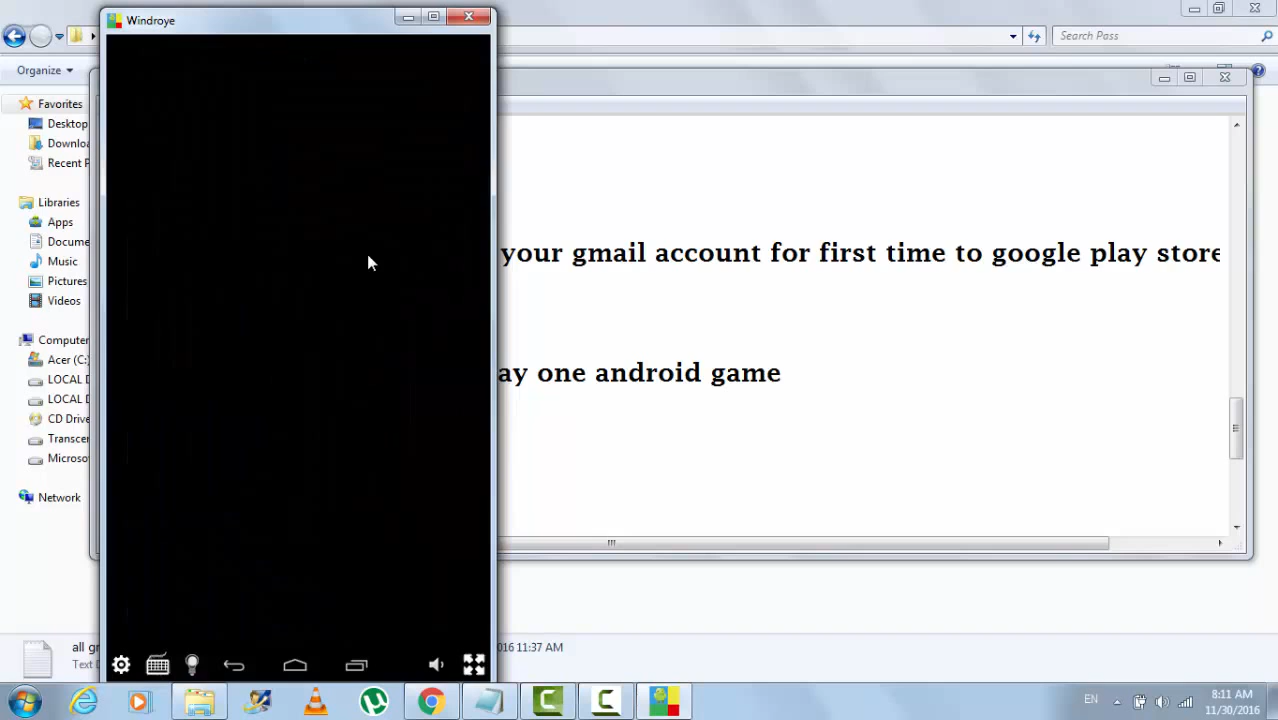 Windroye
Search Pass
Organize
Favorites
Desktop
Downlo
Recent P
Libraries
Apps
Docume
Music
Pictures
Videos
Computer
Acer (C:)
LOCAL D
LOCAL D
CD Drive
Transcen
Microso
Network
your gmail account for first time to google play store
ay one android game
all gr
Text D
2016 11:37 AM
EN
8:11 AM
11/30/2016